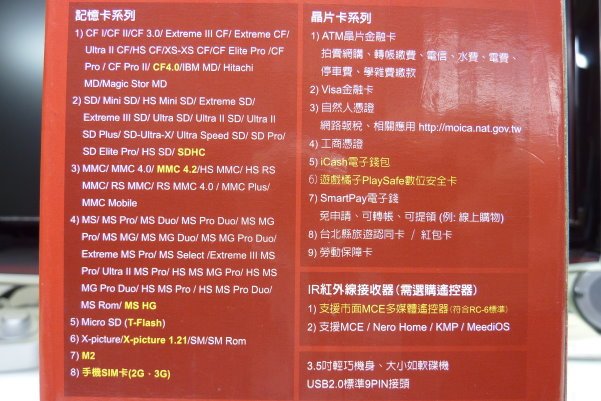 記憶卡系列
1) CF I/CF II/CF 3.0/ Extreme III CF/ Extreme CF/
Ultra II CF/HS CF/XS-XS CF/CF Elite Pro /CF
Pro / CF Pro II/ CF4.0/IBM MD/ Hitachi
MD/Magic Stor MD
2) SD/ Mini SD/ HS Mini SD/ Extreme SD/
Extreme III SD/ Ultra SD/ Ultra II SD/ Ultra II
SD Plus/ SD-Ultra-X/ Ultra Speed SD/ SD Pro/
SD Elite Pro/ HS SD/ SDHC
3) MMC/ MMC 4.0/ MMC 4.2/HS MMC/ HS RS
MMC/ RS MMC/ RS MMC 4.0 / MMC Plus/
MMC Mobile
4) MS/ MS Pro/ MS Duo/ MS Pro Duo/ MS MG
Pro/ MS MG/ MS MG Duo/ MS MG Pro Duo/
Extreme MS Pro/ MS Select /Extreme III MS
Pro/ Ultra II MS Pro/ HS MS MG Pro/ HS MS
MG Pro Duo/ HS MS Pro / HS MS Pro Duo/
MS Rom/ MS HG
5) Micro SD (T-Flash)
6) X-picture/X-picture 1.21/SM/SM Rom
7) M2
8) 手機SIM卡(2G、3G)
晶片卡系列
1) ATM晶片金融卡
拍賣網購、轉帳繳費、電信、水費、電費、
停車費、學雜費繳款
2) Visa金融卡
3) 自然人憑證
網路報稅、相關應用 http://moica.nat.gov.tw
4) 工商憑證
5) iCash電子錢包
6) 遊戲橘子PlaySafe數位安全卡
7) SmartPay電子錢
免申請、可轉帳、可提領 (例: 線上購物)
8) 台北縣旅遊認同卡 / 紅包卡
9) 勞動保障卡
IR紅外線接收器(需選購遙控器)
1) 支援市面MCE多媒體遙控器(符合RC-6標準)
2) 支援MCE / Nero Home / KMP / MeediOS
3.5吋輕巧機身、大小如軟碟機
USB2.0標準9PIN接頭